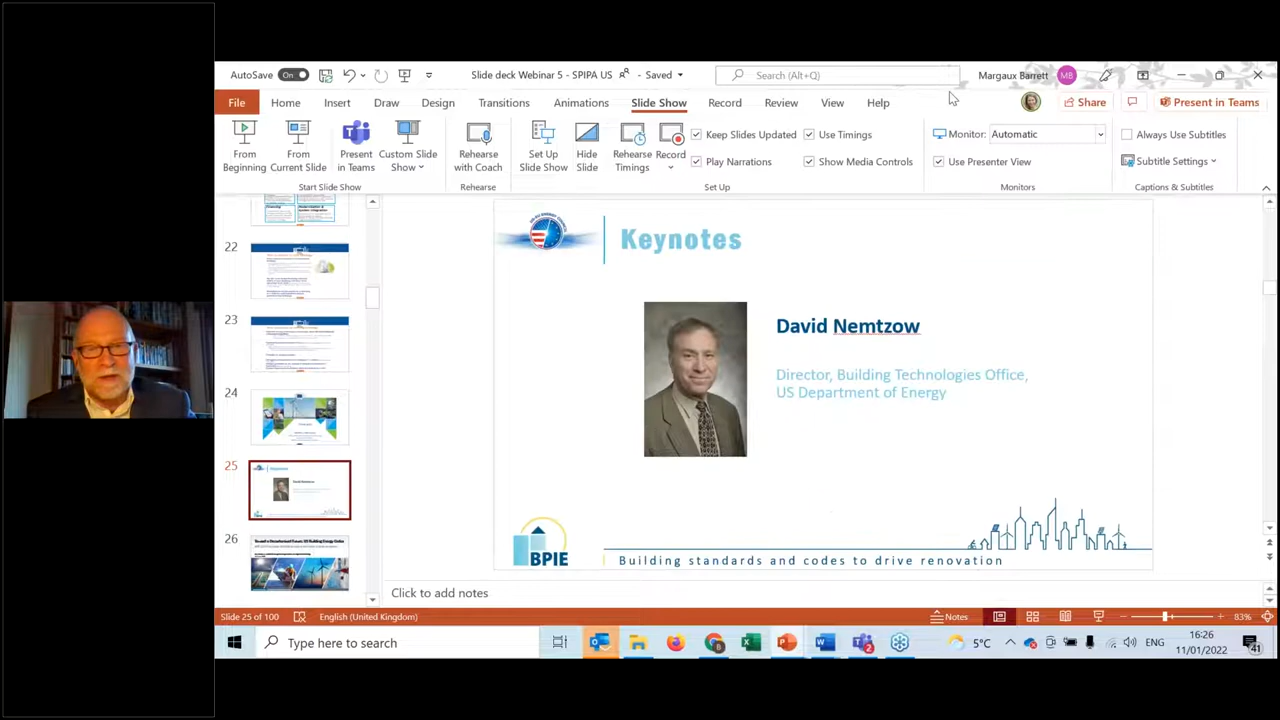 AutoSave On
Slide deck Webinar 5 - SPIPA US - Saved
Search (Alt+Q)
Margaux Barrett MB
File Home Insert Draw Design Transitions Animations Slide Show Record Review View Help
Share
Present in Teams
From Beginning
From Current Slide
Present in Teams
Custom Slide Show
Start Slide Show
Rehearse with Coach
Rehearse
Set Up Slide Show
Hide Slide
Rehearse Timings
Record
Keep Slides Updated
Play Narrations
Use Timings
Show Media Controls
Set Up
Monitor: Automatic
Use Presenter View
Monitors
Always Use Subtitles
Subtitle Settings
Captions & Subtitles
22
23
24
25
26
Keynotes
David Nemtzow
Director, Building Technologies Office,
US Department of Energy
BPIE
Building standards and codes to drive renovation
Click to add notes
Slide 25 of 100
English (United Kingdom)
Notes
83%
Type here to search
2
5°C
ENG
16:26
11/01/2022
41